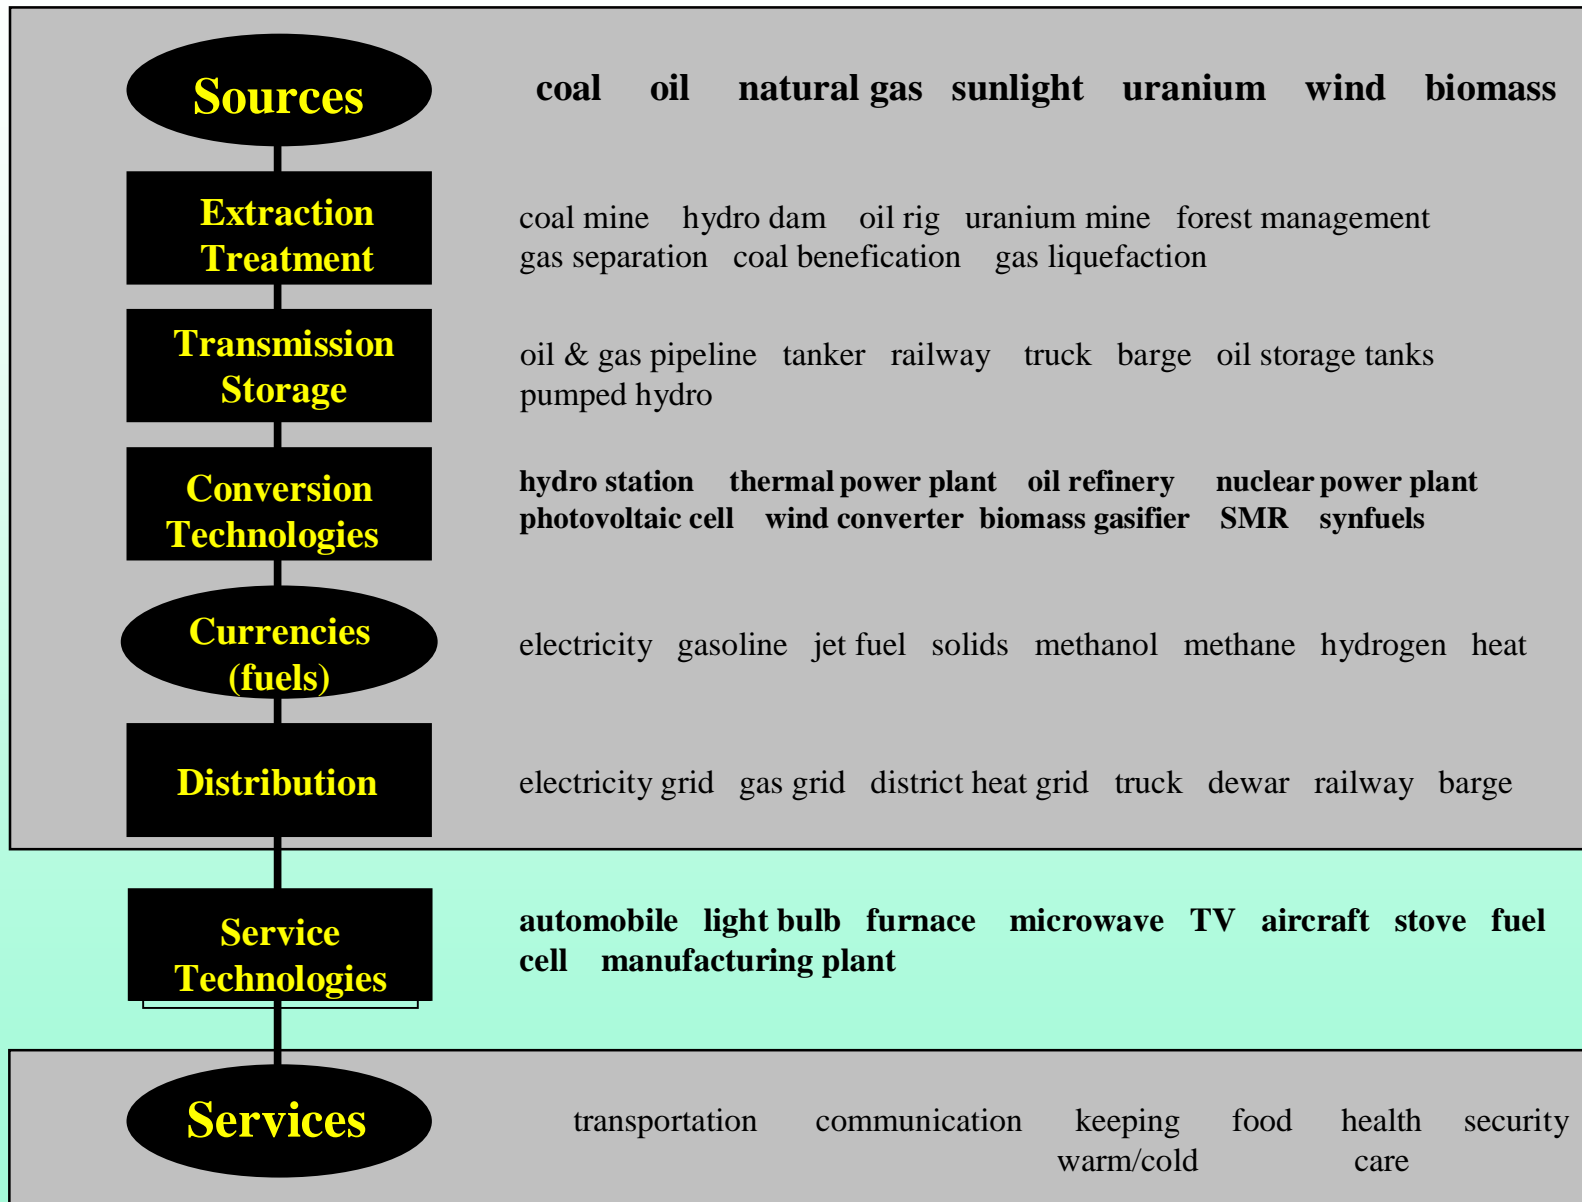 Sources
coal oil natural gas sunlight uranium wind biomass
Extraction
Treatment
coal mine hydro dam oil rig uranium mine forest management
gas separation coal benefication gas liquefaction
Transmission
Storage
oil & gas pipeline tanker railway truck barge oil storage tanks
pumped hydro
Conversion
Technologies
hydro station thermal power plant oil refinery nuclear power plant
photovoltaic cell wind converter biomass gasifier SMR synfuels
Currencies
(fuels)
electricity gasoline jet fuel solids methanol methane hydrogen heat
Distribution
electricity grid gas grid district heat grid truck dewar railway barge
Service
Technologies
automobile light bulb furnace microwave TV aircraft stove fuel
cell manufacturing plant
Services
transportation communication keeping food health security
warm/cold care